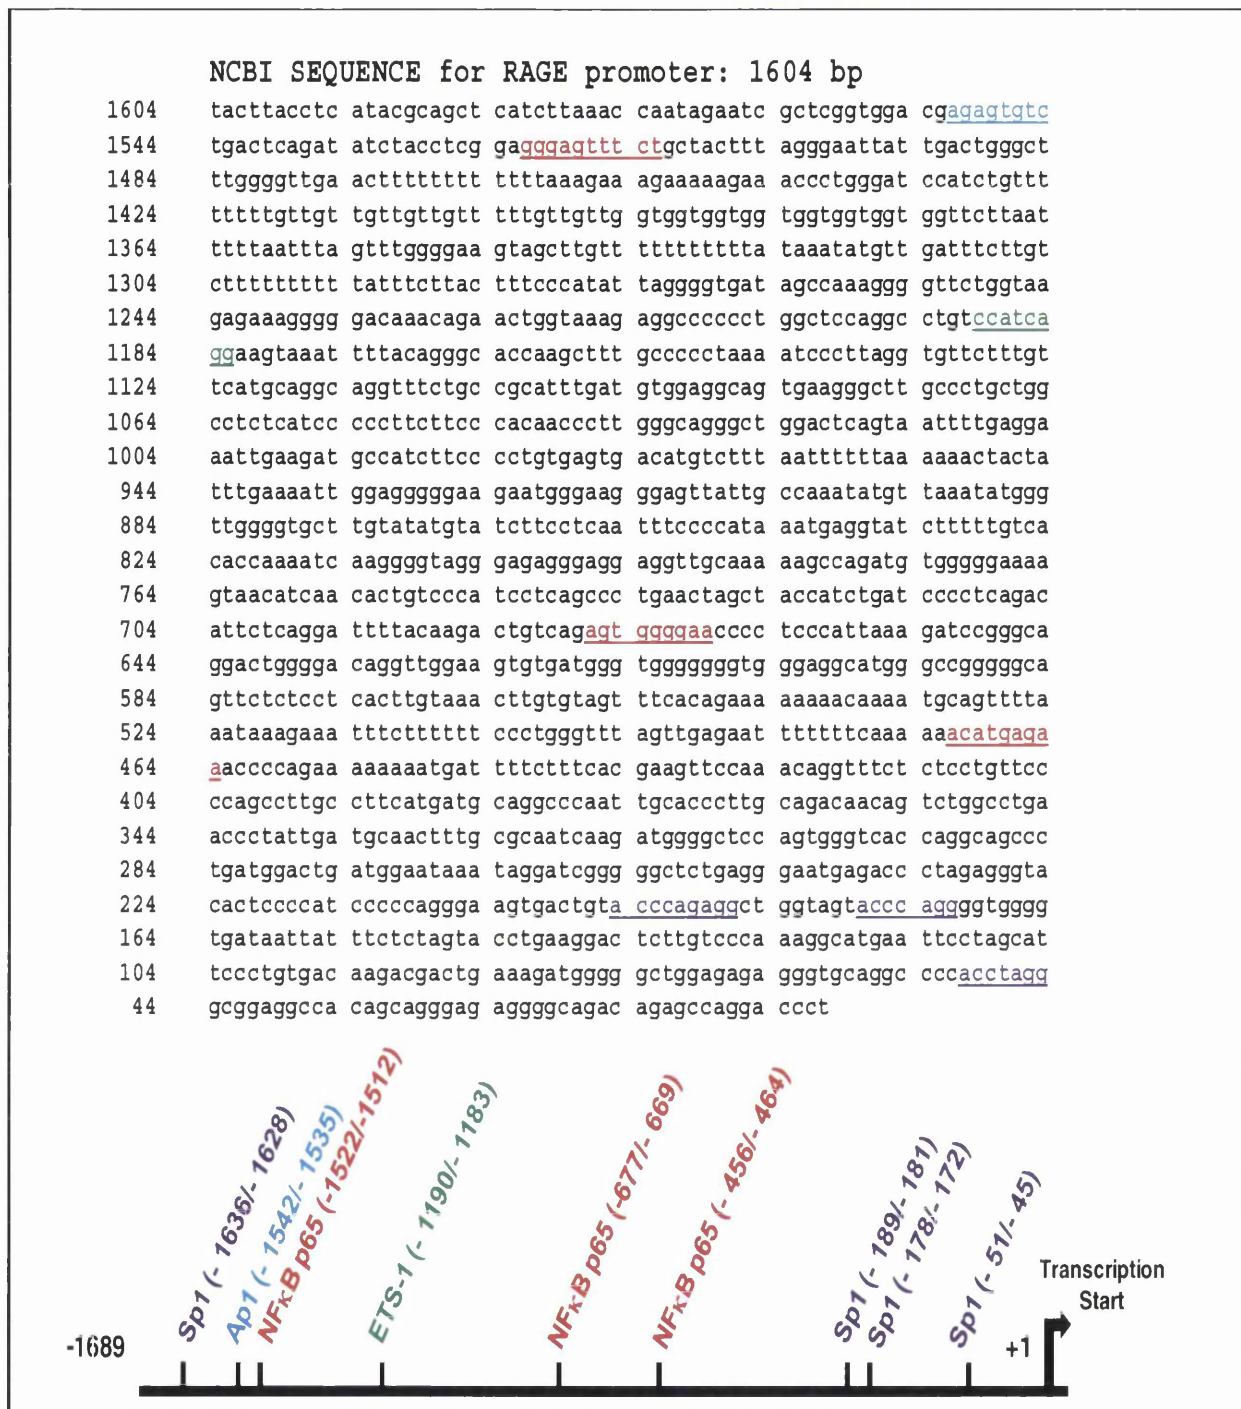 NCBI SEQUENCE for RAGE promoter: 1604 bp
1604 tacttacctc atacgcagct catcttaaac caatagaatc gctcggtgga cgagagtgtc
1544 tgactcagat atctacctcg gagggagttt ctgctacttt agggaattat tgactgggct
1484 ttggggttga actttttttt ttttaaagaa agaaaaagaa accctgggat ccatctgttt
1424 tttttgttgt tgttgttgtt tttgttgttg gtggtggtgg tggtggtggt ggttcttaat
1364 ttttaattta gtttggggaa gtagcttgtt ttttttttta taaatatgtt gatttcttgt
1304 cttttttttt tatttcttac tttcccatat taggggtgat agccaaaggg gttctggtaa
1244 gagaaagggg gacaaacaga actggtaaag aggcccccct ggctccaggc ctgtccatca
1184 ggaagtaaat tttacagggc accaagcttt gccccctaaa atcccttagg tgttctttgt
1124 tcatgcaggc aggtttctgc cgcatttgat gtggaggcag tgaagggctt gccctgctgg
1064 cctctcatcc cccttcttcc cacaaccctt gggcagggct ggactcagta attttgagga
1004 aattgaagat gccatcttcc cctgtgagtg acatgtcttt aattttttaa aaaactacta
944 tttgaaaatt ggagggggaa gaatgggaag ggagttattg ccaaatatgt taaatatggg
884 ttggggtgct tgtatatgta tcttcctcaa tttccccata aatgaggtat ctttttgtca
824 caccaaaatc aaggggtagg gagagggagg aggttgcaaa aagccagatg tgggggaaaa
764 gtaacatcaa cactgtccca tcctcagccc tgaactagct accatctgat cccctcagac
704 attctcagga ttttacaaga ctgtcagagt ggggaacccc tcccattaaa gatccgggca
644 ggactgggga caggttggaa gtgtgatggg tgggggggtg ggaggcatgg gccgggggca
584 gttctctcct cacttgtaaa cttgtgtagt ttcacagaaa aaaaacaaaa tgcagtttta
524 aataaagaaa tttctttttt ccctgggttt agttgagaat tttttttcaaa aaacatgaga
464 aaccccagaa aaaaaatgat tttctttcac gaagttccaa acaggtttct ctcctgttcc
404 ccagccttgc cttcatgatg caggcccaat tgcacccttg cagacaacag tctggcctga
344 accctattga tgcaactttg cgcaatcaag atggggctcc agtgggtcac caggcagccc
284 tgatggactg atggaataaa taggatcggg ggctctgagg gaatgagacc ctagagggta
224 cactccccat cccccaggga agtgactgta cccagaggct ggtagtaccc aggggtgggg
164 tgataattat ttctctagta cctgaaggac tcttgtccca aaggcatgaa ttcctagcat
104 tccctgtgac aagacgactg aaagatgggg gctggagaga gggtgcaggc cccacctagg
44 gcggaggcca cagcagggag aggggcagac agagccagga ccct
Sp1 (- 1636/- 1628)
Ap1 (- 1542/- 1535)
NFκB p65 (-1522/-1512)
ETS-1 (- 1190/- 1183)
NFκB p65 (-677/- 669)
NFκB p65 (- 456/- 464)
Sp1 (- 189/- 181)
Sp1 (- 178/- 172)
Sp1 (- 51/- 45)
Transcription
Start
-1689
+1